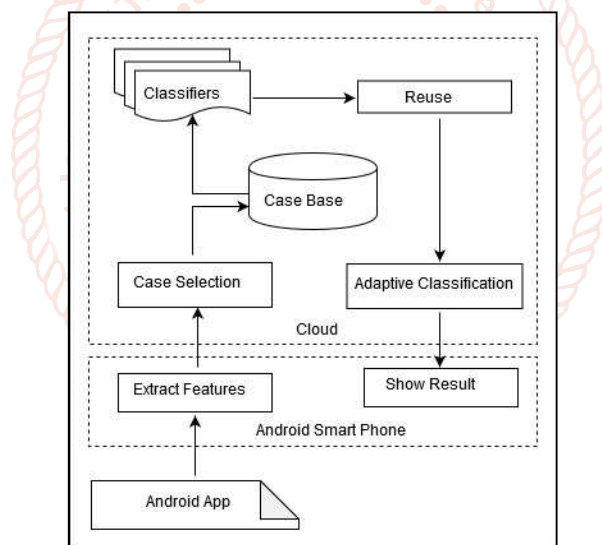 Classifiers
Reuse
Case Base
Case Selection
Adaptive Classification
Cloud
Extract Features
Show Result
Android Smart Phone
Android App